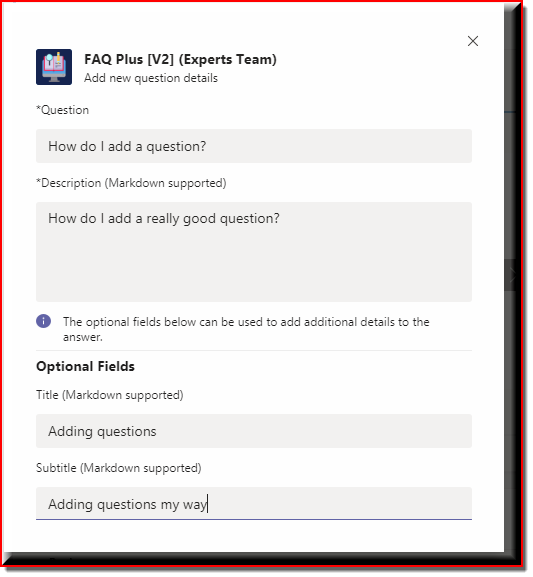 FAQ Plus [V2] (Experts Team)
Add new question details
*Question
How do I add a question?
*Description (Markdown supported)
How do I add a really good question?
The optional fields below can be used to add additional details to the
answer.
Optional Fields
Title (Markdown supported)
Adding questions
Subtitle (Markdown supported)
Adding questions my way